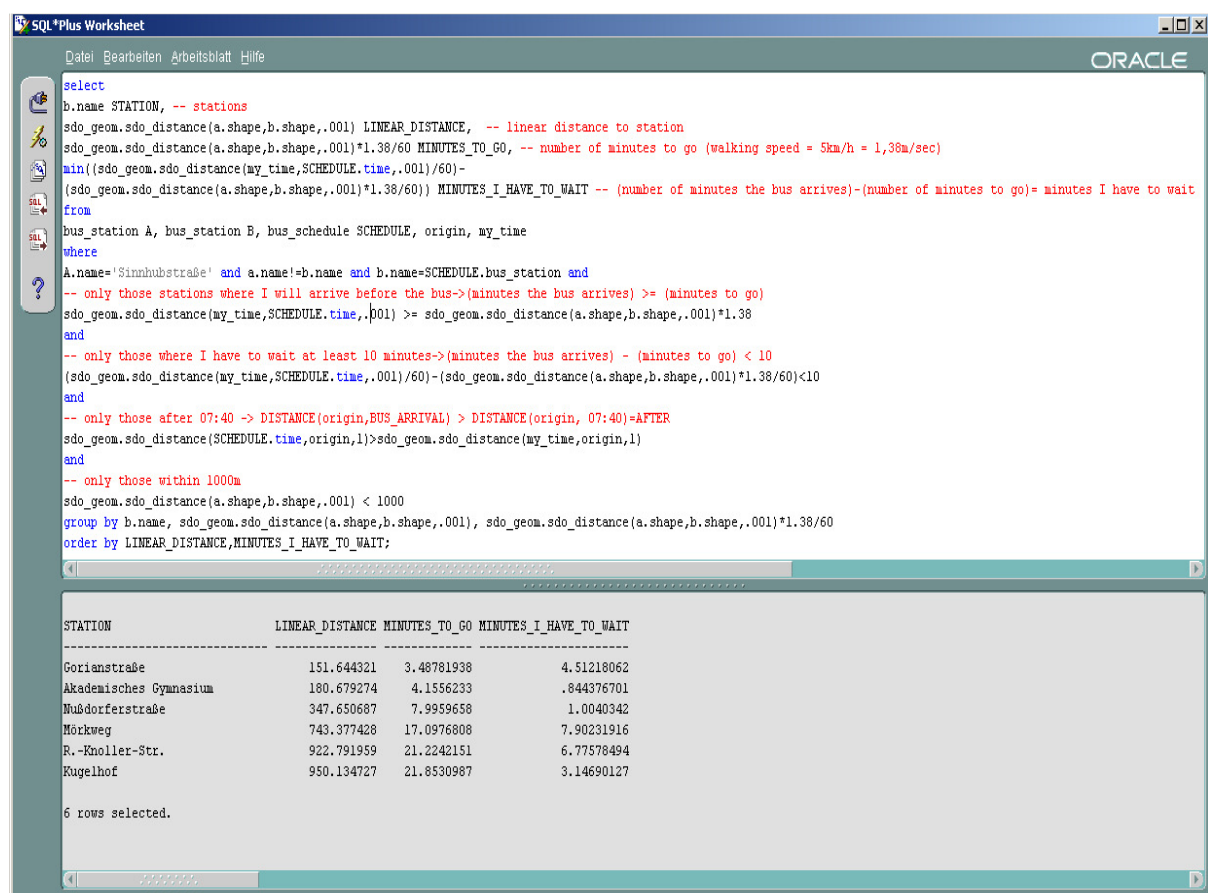 SQL*Plus Worksheet
Datei Bearbeiten Arbeitsblatt Hilfe
ORACLE
select
b.name STATION, -- stations
sdo_geom.sdo_distance(a.shape,b.shape,.001) LINEAR_DISTANCE,  -- linear distance to station
sdo_geom.sdo_distance(a.shape,b.shape,.001)*1.38/60 MINUTES_TO_GO, -- number of minutes to go (walking speed = 5km/h = 1,38m/sec)
min((sdo_geom.sdo_distance(my_time,SCHEDULE.time,.001)/60)-
(sdo_geom.sdo_distance(a.shape,b.shape,.001)*1.38/60)) MINUTES_I_HAVE_TO_WAIT -- (number of minutes the bus arrives)-(number of minutes to go)= minutes I have to wait
from
bus_station A, bus_station B, bus_schedule SCHEDULE, origin, my_time
where
A.name='Sinnhubstraße' and a.name!=b.name and b.name=SCHEDULE.bus_station and
-- only those stations where I will arrive before the bus->(minutes the bus arrives) >= (minutes to go)
sdo_geom.sdo_distance(my_time,SCHEDULE.time,.001) >= sdo_geom.sdo_distance(a.shape,b.shape,.001)*1.38
and
-- only those where I have to wait at least 10 minutes->(minutes the bus arrives) - (minutes to go) < 10
(sdo_geom.sdo_distance(my_time,SCHEDULE.time,.001)/60)-(sdo_geom.sdo_distance(a.shape,b.shape,.001)*1.38/60)<10
and
-- only those after 07:40 -> DISTANCE(origin,BUS_ARRIVAL) > DISTANCE(origin, 07:40)=AFTER
sdo_geom.sdo_distance(SCHEDULE.time,origin,1)>sdo_geom.sdo_distance(my_time,origin,1)
and
-- only those within 1000m
sdo_geom.sdo_distance(a.shape,b.shape,.001) < 1000
group by b.name, sdo_geom.sdo_distance(a.shape,b.shape,.001), sdo_geom.sdo_distance(a.shape,b.shape,.001)*1.38/60
order by LINEAR_DISTANCE,MINUTES_I_HAVE_TO_WAIT;
STATION LINEAR_DISTANCE MINUTES_TO_GO MINUTES_I_HAVE_TO_WAIT
------------------------------ --------------- ------------- ----------------------
Gorianstraße 151.644321 3.48781938 4.51218062
Akademisches Gymnasium 180.679274 4.1556233 .844376701
Nußdorferstraße 347.650687 7.9959658 1.0040342
Mörkweg 743.377428 17.0976808 7.90231916
R.-Knoller-Str. 922.791959 21.2242151 6.77578494
Kugelhof 950.134727 21.8530987 3.14690127
6 rows selected.
SQL
SQL
?